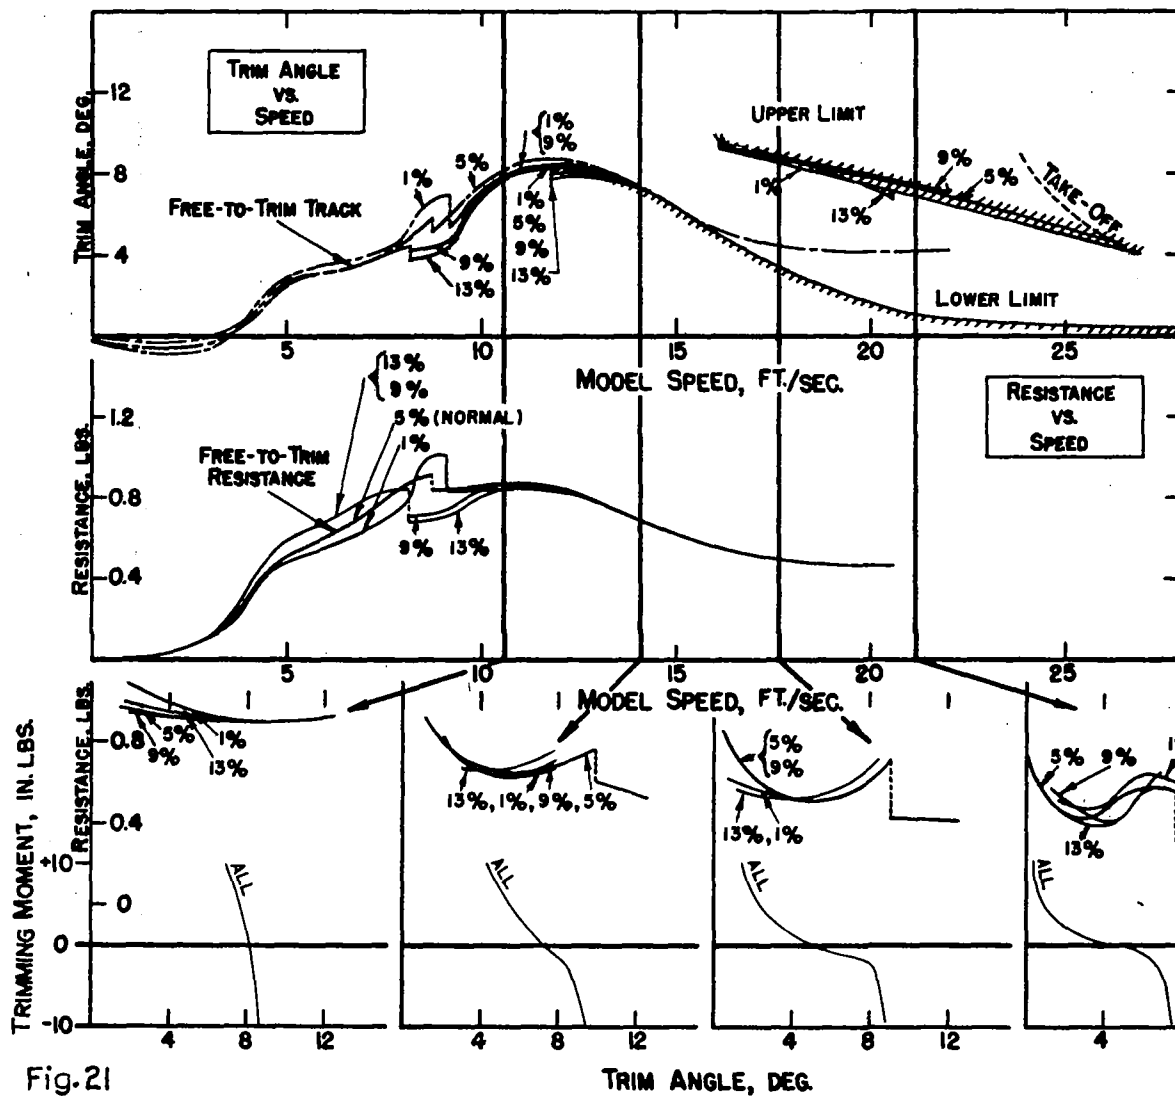 TRIM ANGLE
VS.
SPEED
TRIM ANGLE, DEG.
12
8
4
FREE-TO-TRIM TRACK
1%
5%
1%
9%
9%
13%
1%
5%
9%
13%
UPPER LIMIT
1%
13%
9%
5%
TAKE-OFF
LOWER LIMIT
5
10
15
20
25
MODEL SPEED, FT./SEC.
RESISTANCE
VS.
SPEED
RESISTANCE, LBS.
1.2
0.8
0.4
13%
9%
5% (NORMAL)
1%
FREE-TO-TRIM
RESISTANCE
9%
13%
5
10
15
20
25
MODEL SPEED, FT./SEC.
RESISTANCE, LBS.
0.8
0.4
0
TRIMMING MOMENT, IN. LBS.
+10
0
-10
9%
5%
1%
13%
ALL
13%, 1%, 9%, 5%
ALL
5%
9%
13%, 1%
ALL
5%
9%
13%
ALL
4
8
12
4
8
12
4
8
12
4
TRIM ANGLE, DEG.
Fig. 21